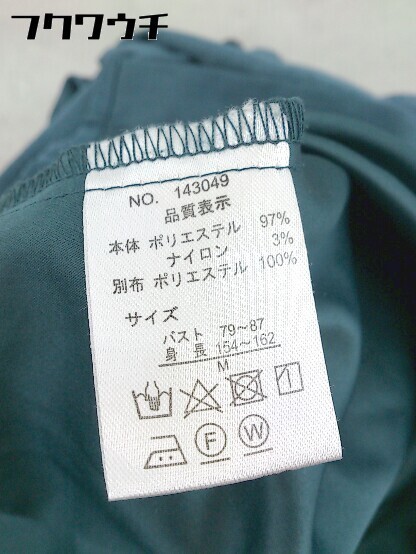 フクワウチ
NO. 143049
品質表示
本体 ポリエステル 97%
ナイロン 3%
別布 ポリエステル 100%
サイズ
バスト 79～87
身長 154～162
M
F W